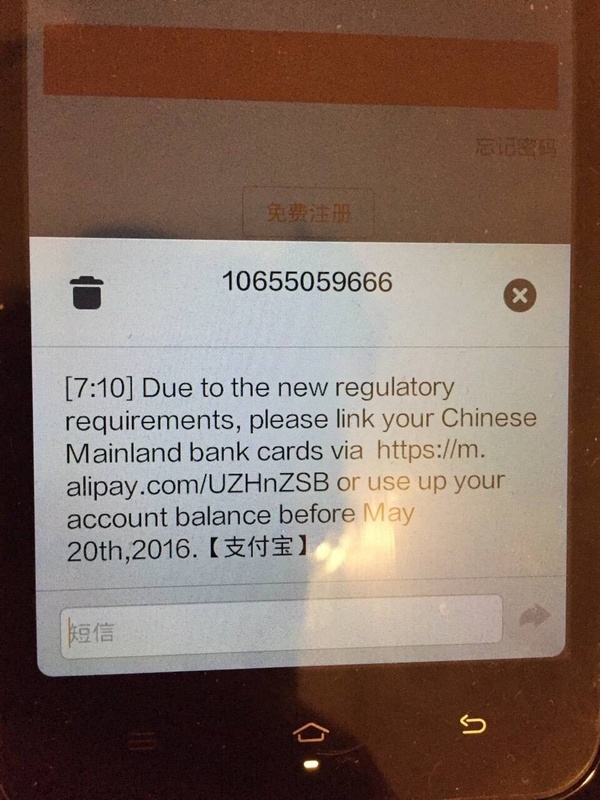 忘记密码
免费注册
10655059666
[7:10] Due to the new regulatory
requirements, please link your Chinese
Mainland bank cards via https://m.
alipay.com/UZHnZSB or use up your
account balance before May
20th,2016.【支付宝】
短信